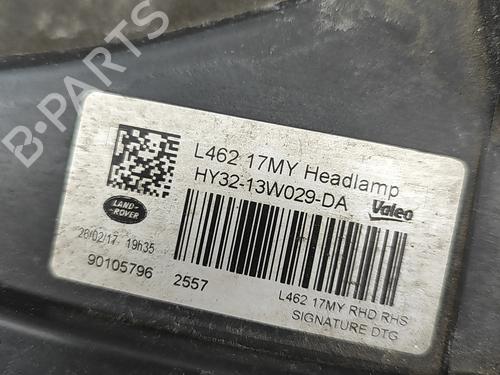 B-PARTS
L462 17MY Headlamp
HY32-13W029-DA
Valeo
LAND-
ROVER
28/02/17 19h35
90105796
2557
L462 17MY RHD RHS
SIGNATURE DTG